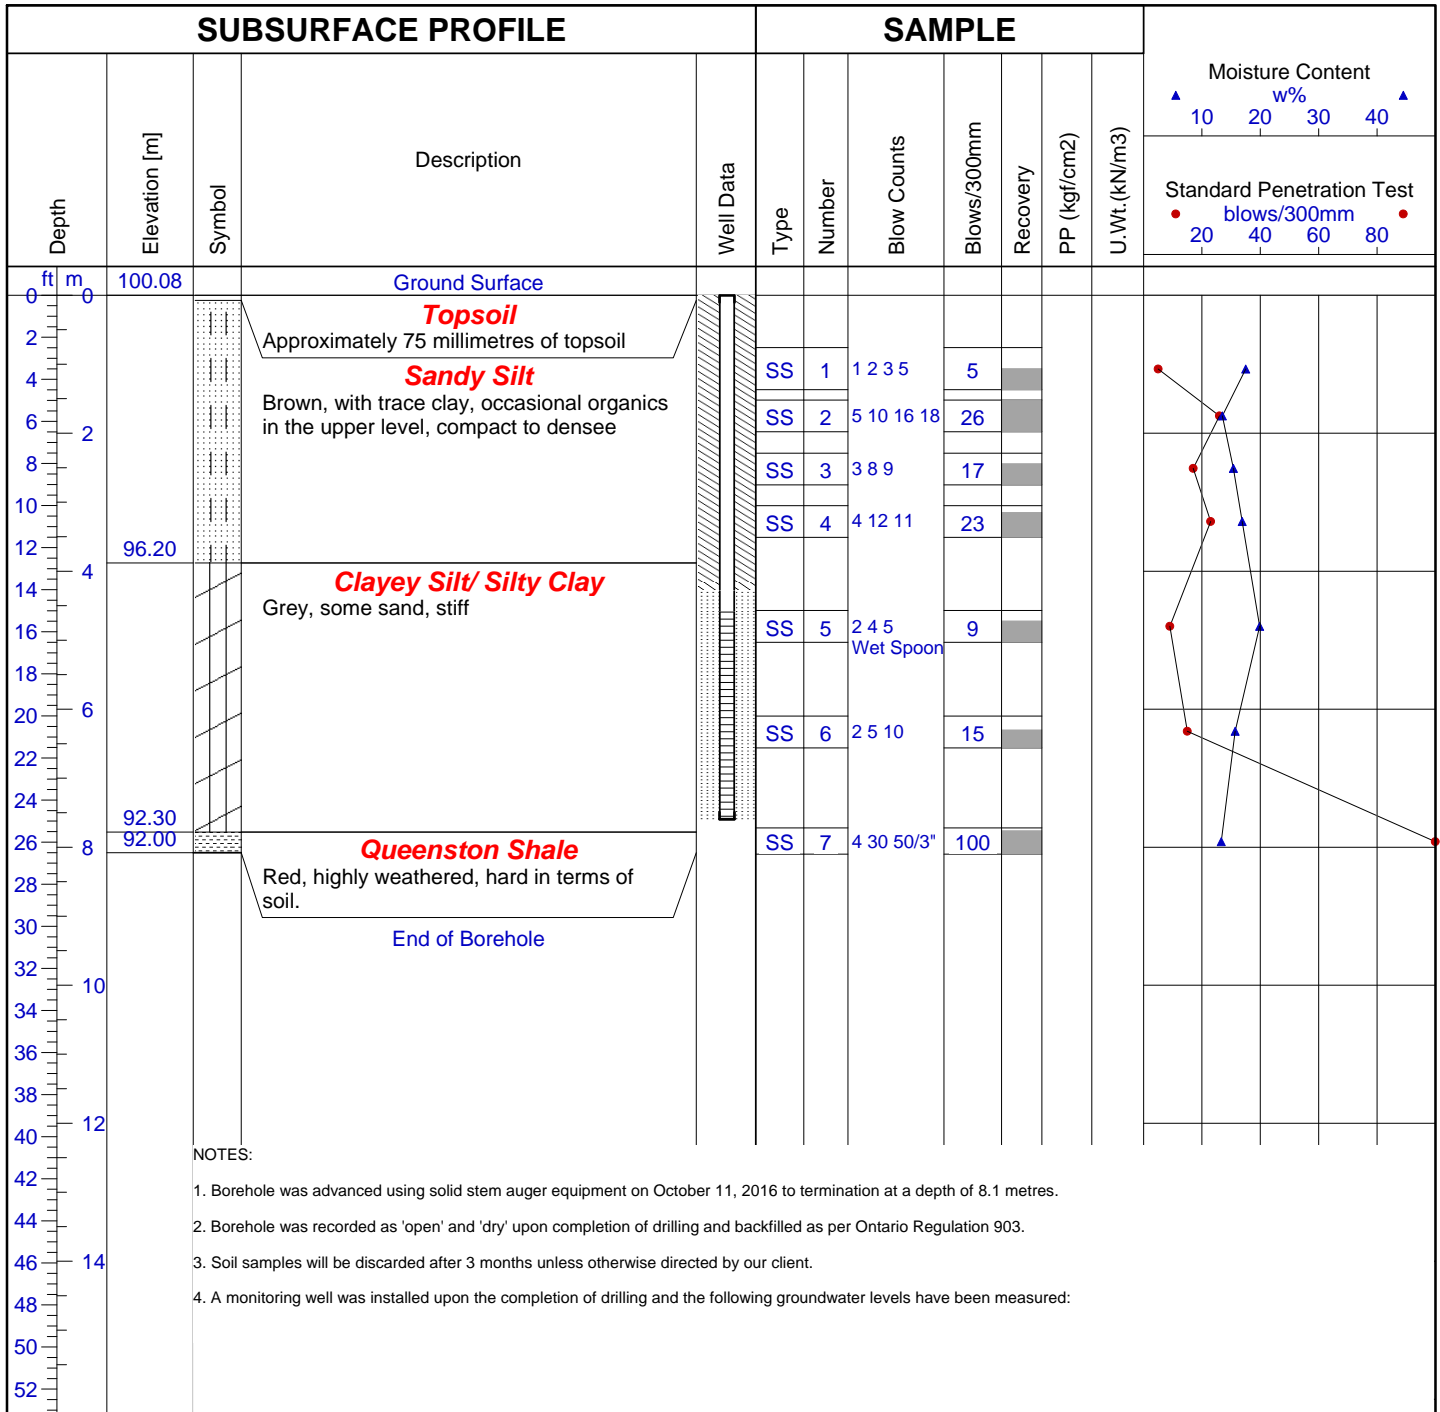 SUBSURFACE PROFILE
SAMPLE
Depth
Elevation [m]
Symbol
Description
Well Data
Type
Number
Blow Counts
Blows/300mm
Recovery
PP (kgf/cm2)
U.Wt.(kN/m3)
Moisture Content
w%
10 20 30 40
Standard Penetration Test
blows/300mm
20 40 60 80
ft m 100.08 Ground Surface
0 0
Topsoil
Approximately 75 millimetres of topsoil
2
Sandy Silt
4 SS 1 1 2 3 5 5
Brown, with trace clay, occasional organics
in the upper level, compact to densee
6 2 SS 2 5 10 16 18 26
8 SS 3 3 8 9 17
10 SS 4 4 12 11 23
12 96.20
4 Clayey Silt/ Silty Clay
14 Grey, some sand, stiff
16 SS 5 2 4 5 9
Wet Spoon
18
20 6
SS 6 2 5 10 15
22
24
92.30
26 92.00 SS 7 4 30 50/3" 100
8 Queenston Shale
Red, highly weathered, hard in terms of
soil.
28
30 End of Borehole
32
10
34
36
38
12
40
NOTES:
42
1. Borehole was advanced using solid stem auger equipment on October 11, 2016 to termination at a depth of 8.1 metres.
44 2. Borehole was recorded as 'open' and 'dry' upon completion of drilling and backfilled as per Ontario Regulation 903.
46 14 3. Soil samples will be discarded after 3 months unless otherwise directed by our client.
48 4. A monitoring well was installed upon the completion of drilling and the following groundwater levels have been measured:
50
52